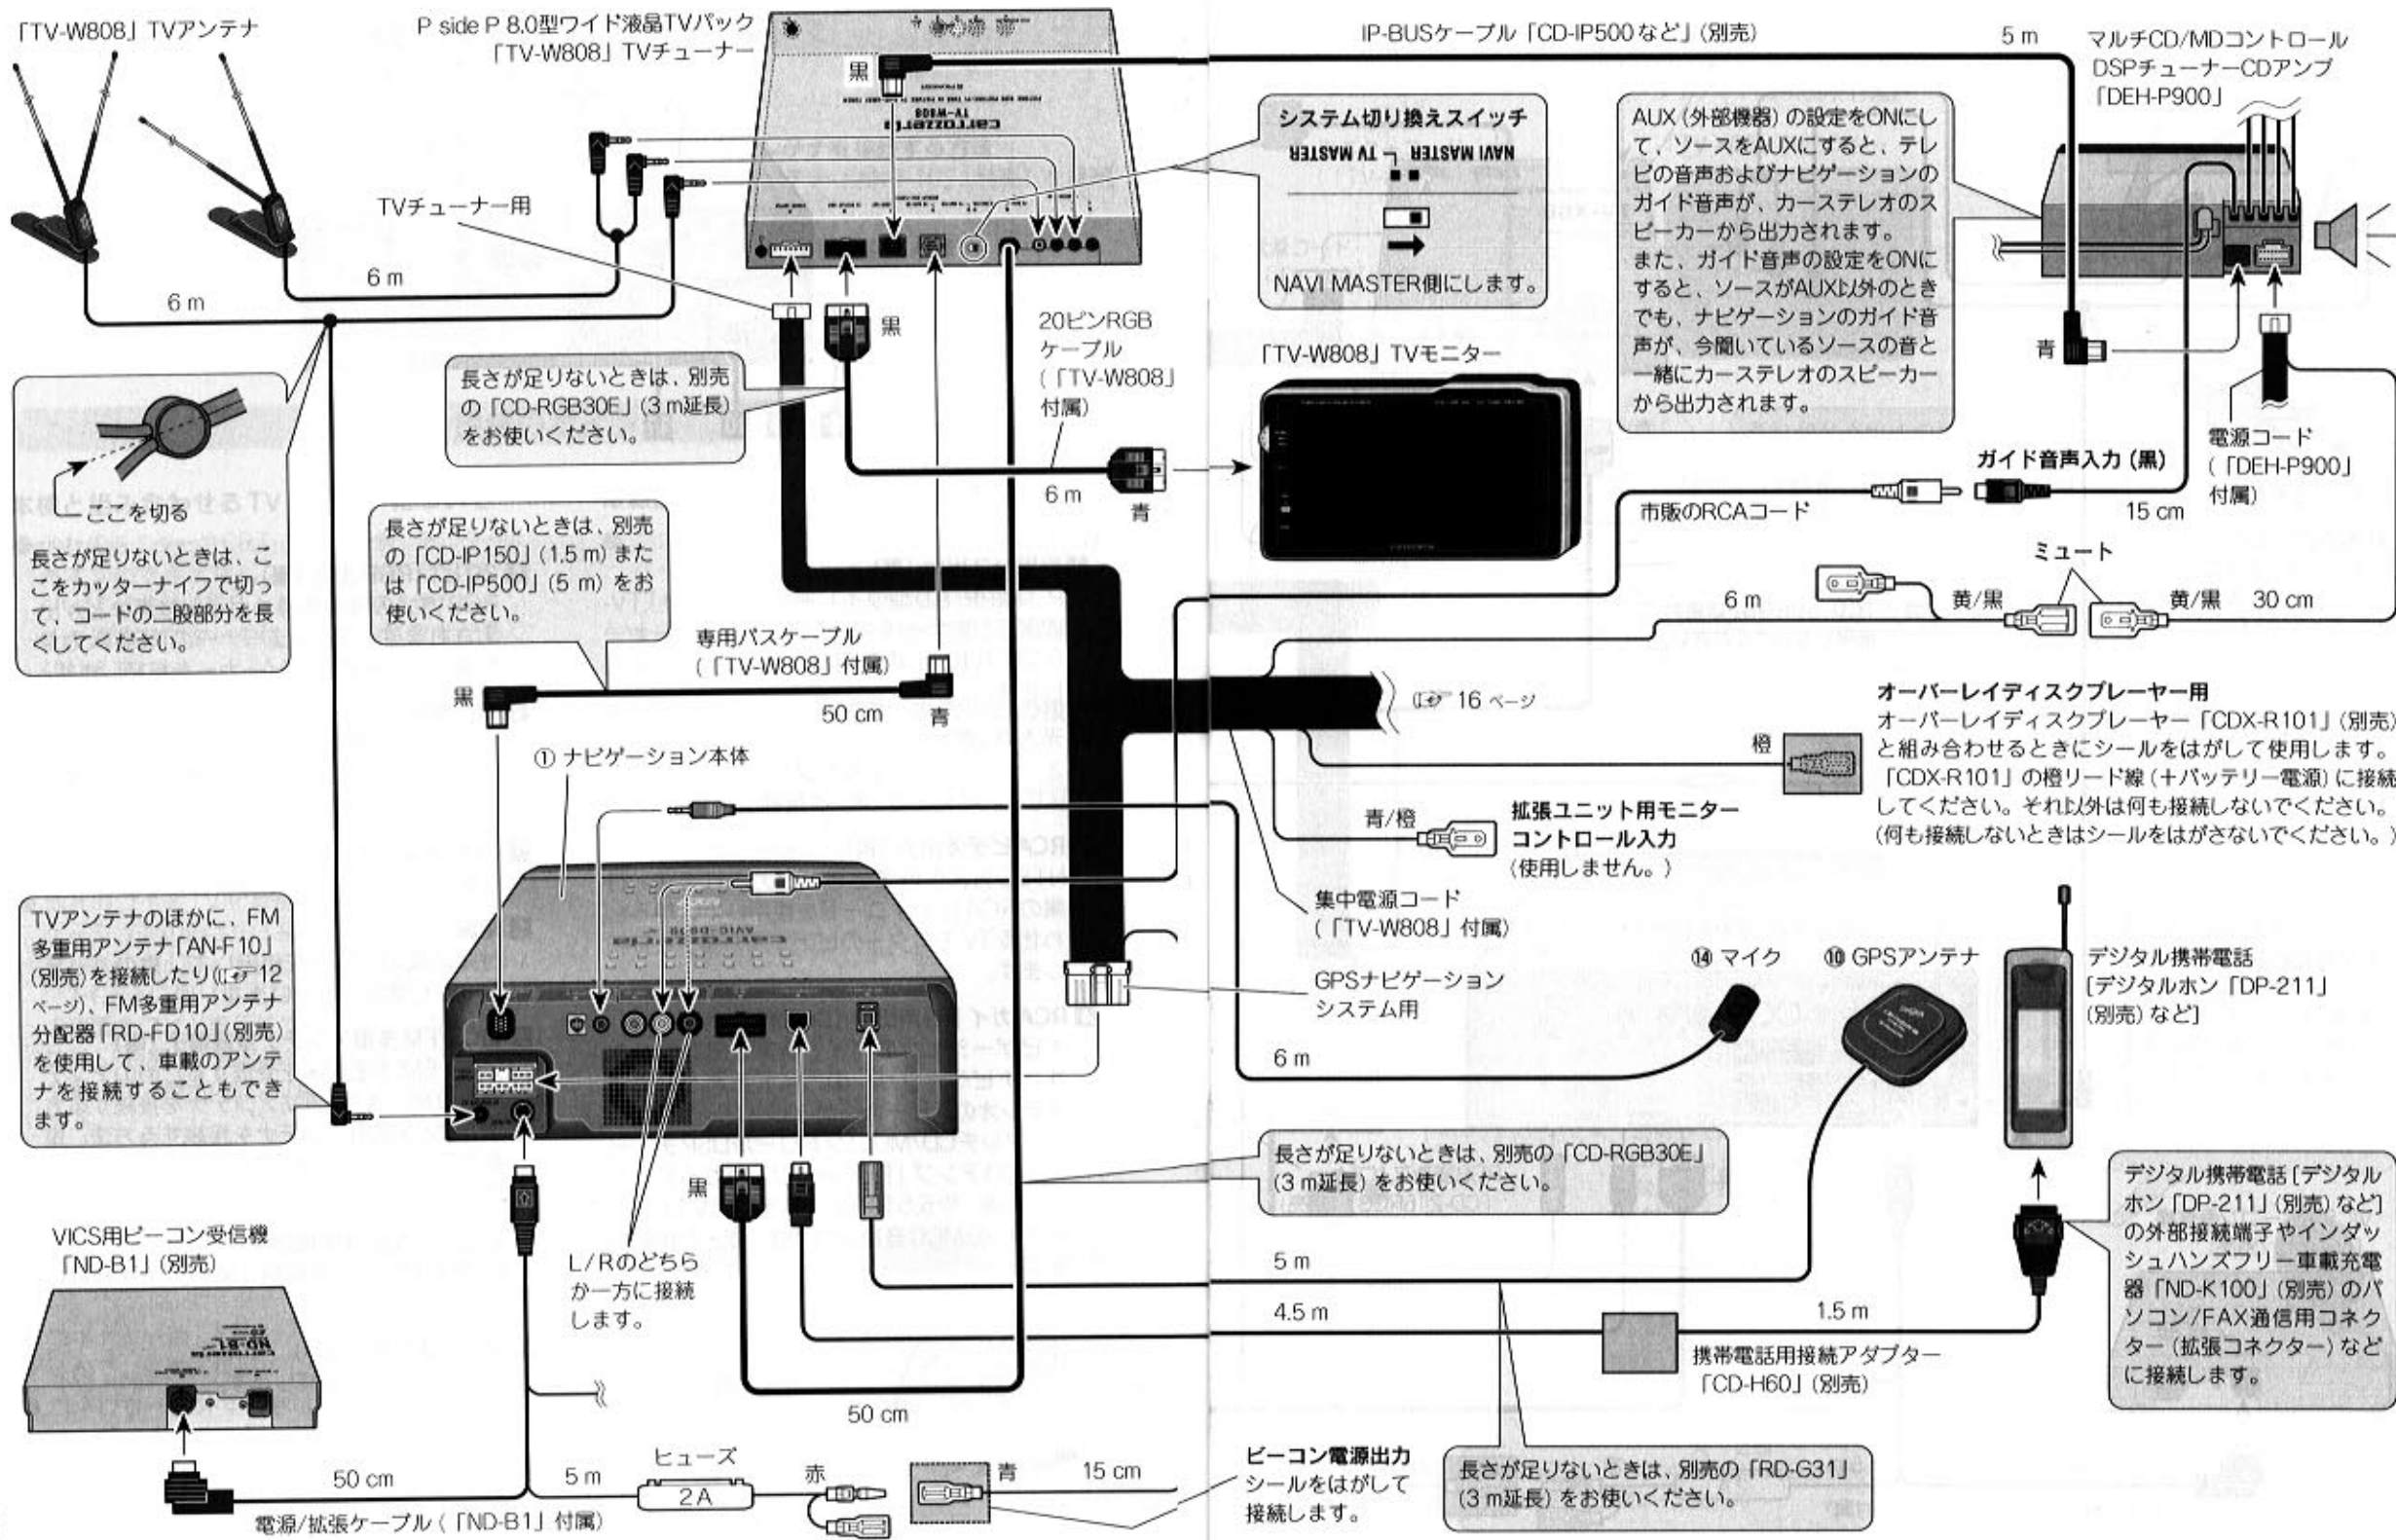 「TV-W808」TVアンテナ
P side P 8.0型ワイド液晶TVパック
「TV-W808」TVチューナー
黒
carrozzeria
TV-W808
IP-BUSケーブル「CD-IP500など」(別売)
5 m
マルチCD/MDコントロール
DSPチューナーCDアンプ
「DEH-P900」
システム切り換えスイッチ
NAVI MASTER
TV MASTER
NAVI MASTER側にします。
AUX(外部機器)の設定をONにし
て、ソースをAUXにすると、テレ
ビの音声およびナビゲーションの
ガイド音声が、カーステレオのス
ピーカーから出力されます。
また、ガイド音声の設定をONに
すると、ソースがAUX以外のとき
でも、ナビゲーションのガイド音
声が、今聞いているソースの音と
一緒にカーステレオのスピーカー
から出力されます。
TVチューナー用
6 m
6 m
黒
20ピンRGB
ケーブル
(「TV-W808」
付属)
「TV-W808」TVモニター
青
長さが足りないときは、別売
の「CD-RGB30E」(3 m延長)
をお使いください。
6 m
青
電源コード
(「DEH-P900」
付属)
ガイド音声入力(黒)
市販のRCAコード
15 cm
ここを切る
長さが足りないときは、こ
こをカッターナイフで切っ
て、コードの二股部分を長
くしてください。
長さが足りないときは、別売
の「CD-IP150」(1.5 m)また
は「CD-IP500」(5 m)をお
使いください。
ミュート
6 m
黄/黒
黄/黒
30 cm
専用バスケーブル
(「TV-W808」付属)
黒
50 cm
青
☞ 16 ページ
オーバーレイディスクプレーヤー用
オーバーレイディスクプレーヤー「CDX-R101」(別売)
と組み合わせるときにシールをはがして使用します。
「CDX-R101」の橙リード線(+バッテリー電源)に接続
してください。それ以外は何も接続しないでください。
(何も接続しないときはシールをはがさないでください。)
橙
① ナビゲーション本体
青/橙
拡張ユニット用モニター
コントロール入力
(使用しません。)
集中電源コード
(「TV-W808」付属)
GPSナビゲーション
システム用
carrozzeria
TVアンテナのほかに、FM
多重用アンテナ「AN-F10」
(別売)を接続したり(☞12
ページ)、FM多重用アンテナ
分配器「RD-FD10」(別売)
を使用して、車載のアンテ
ナを接続することもでき
ます。
⑭ マイク
⑩ GPSアンテナ
デジタル携帯電話
[デジタルホン「DP-211」
(別売)など]
6 m
長さが足りないときは、別売の「CD-RGB30E」
(3 m延長)をお使いください。
黒
デジタル携帯電話[デジタル
ホン「DP-211」(別売)など]
の外部接続端子やインダッ
シュハンズフリー車載充電
器「ND-K100」(別売)のパ
ソコン/FAX通信用コネク
ター(拡張コネクター)など
に接続します。
VICS用ビーコン受信機
「ND-B1」(別売)
carrozzeria
ND-B1
L/Rのどちら
か一方に接続
します。
5 m
4.5 m
1.5 m
携帯電話用接続アダプター
「CD-H60」(別売)
50 cm
50 cm
5 m
ヒューズ
2A
赤
青
15 cm
ビーコン電源出力
シールをはがして
接続します。
長さが足りないときは、別売の「RD-G31」
(3 m延長)をお使いください。
電源/拡張ケーブル(「ND-B1」付属)